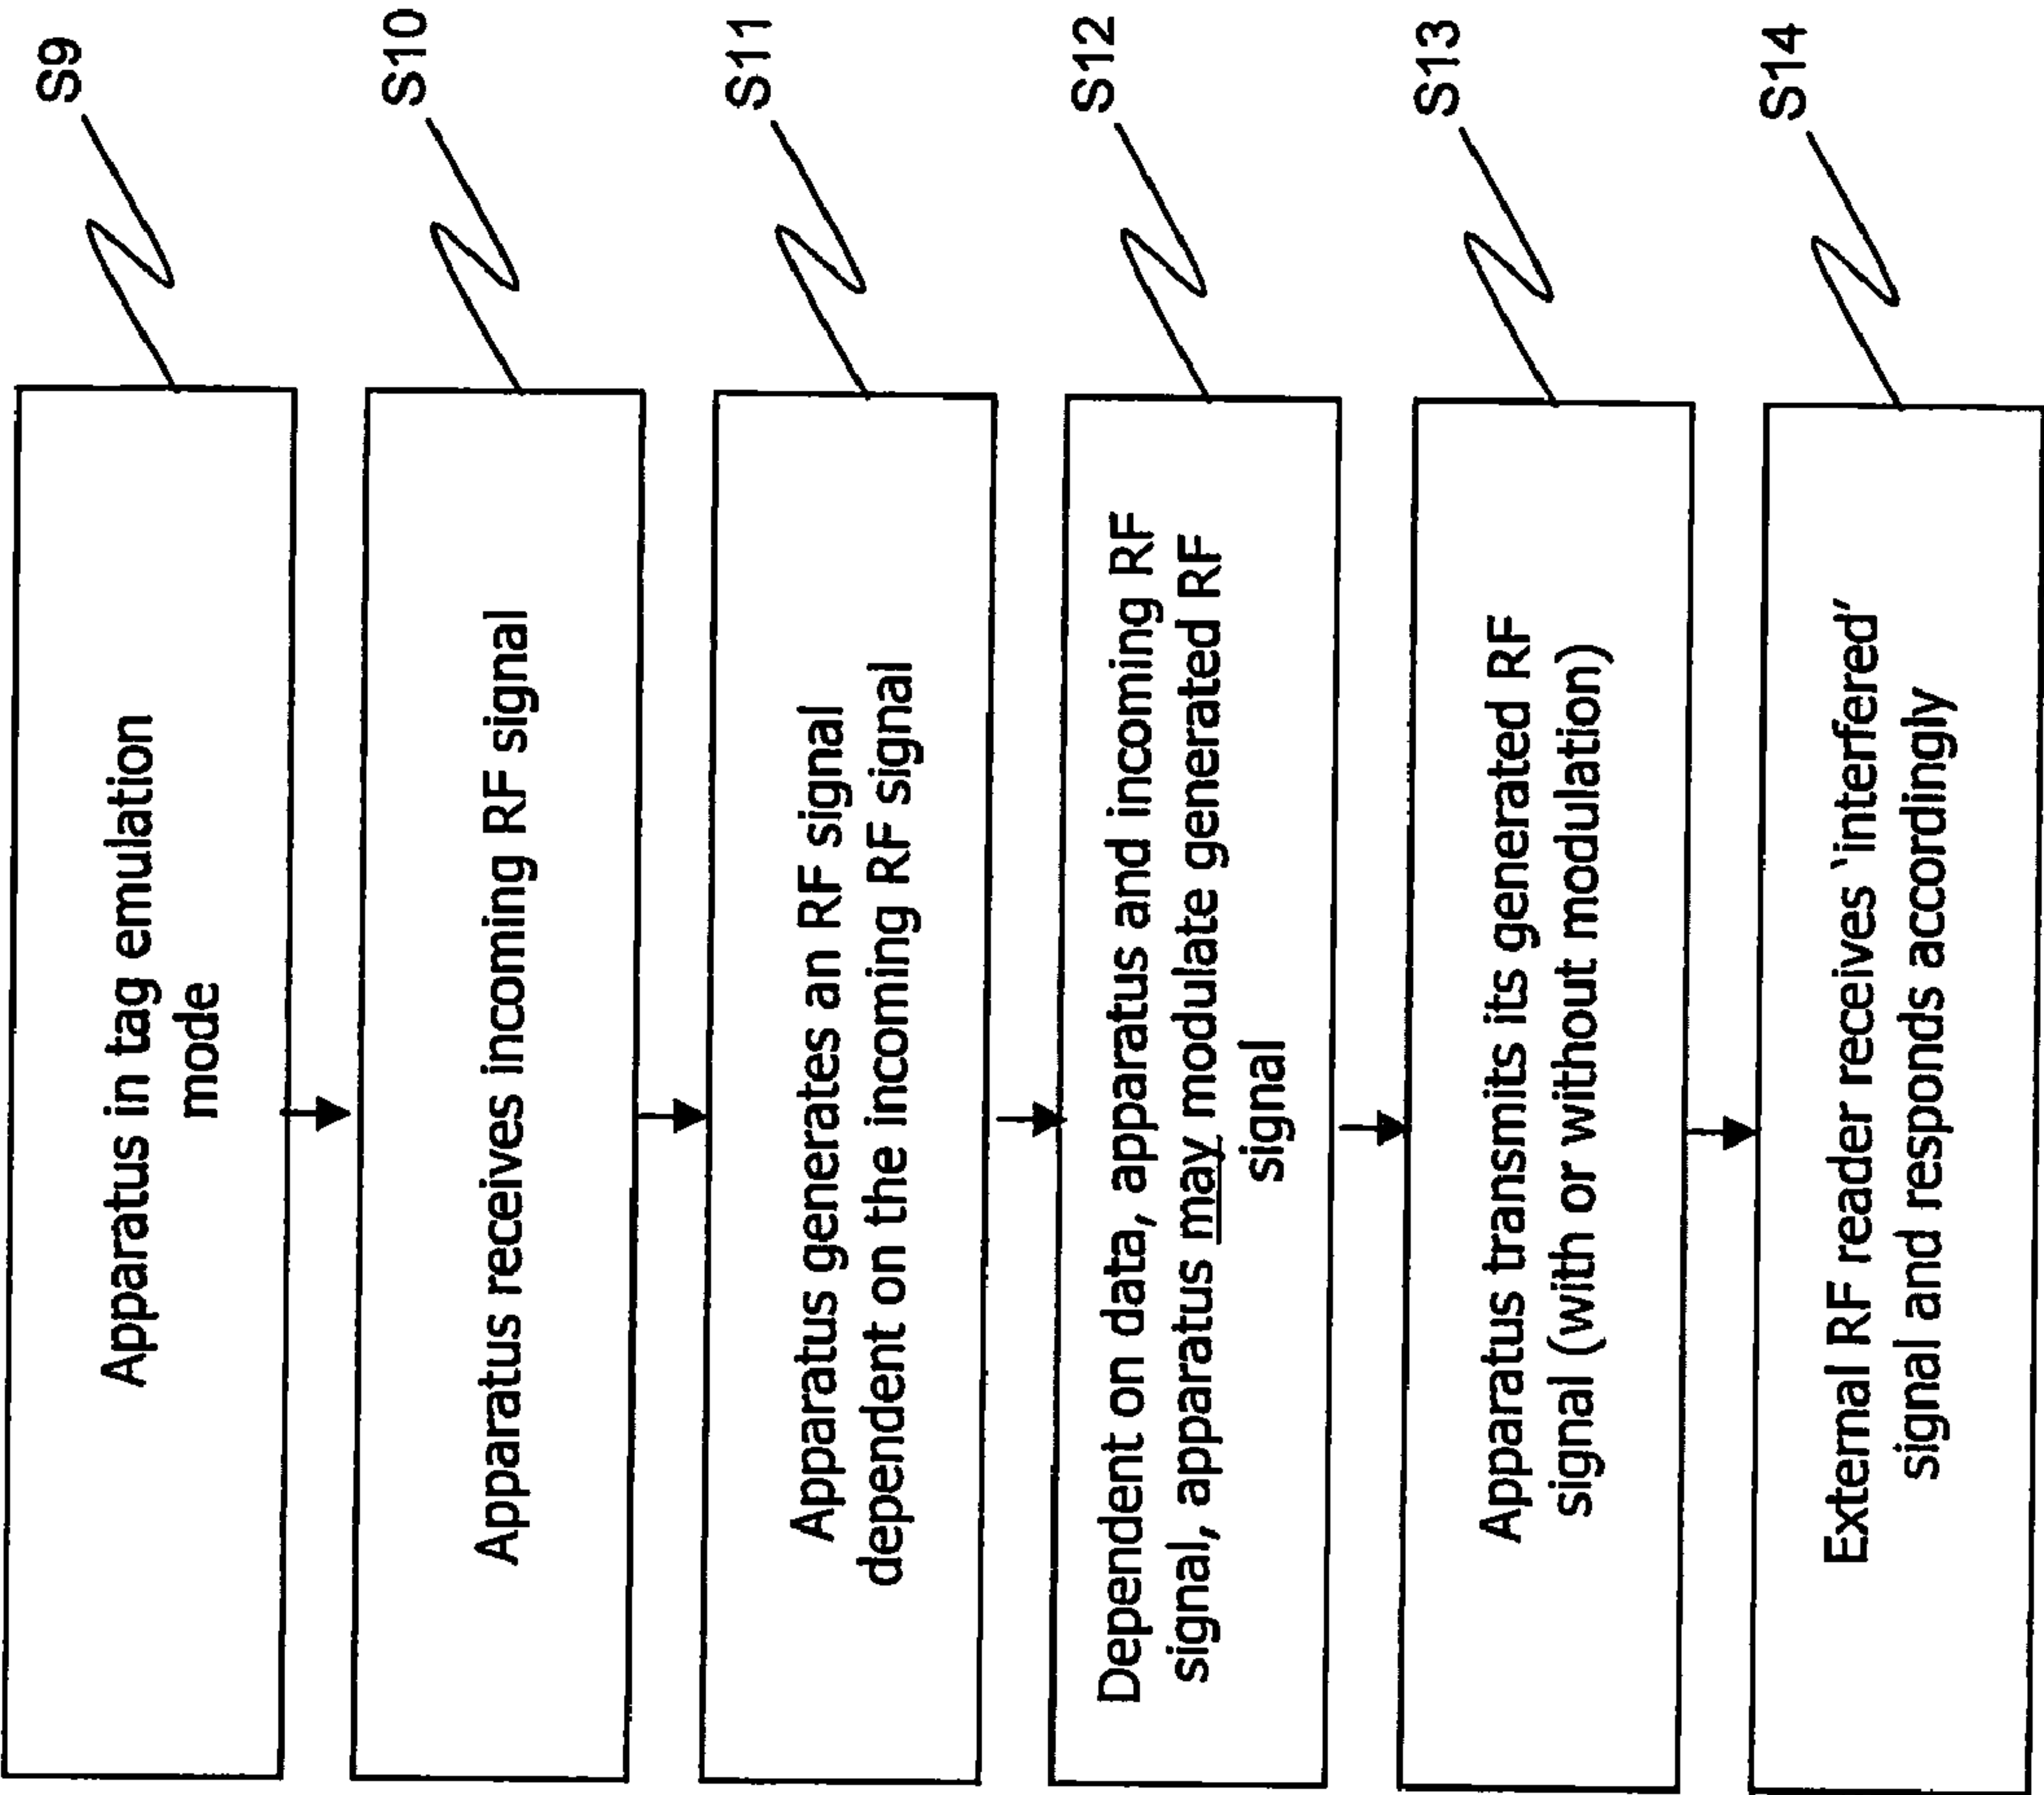 Apparatus in tag emulation
mode
S9
Apparatus receives incoming RF signal
S10
Apparatus generates an RF signal
dependent on the incoming RF signal
S11
Dependent on data, apparatus and incoming RF
signal, apparatus may modulate generated RF
signal
S12
Apparatus transmits its generated RF
signal (with or without modulation)
S13
External RF reader receives 'interfered'
signal and responds accordingly
S14